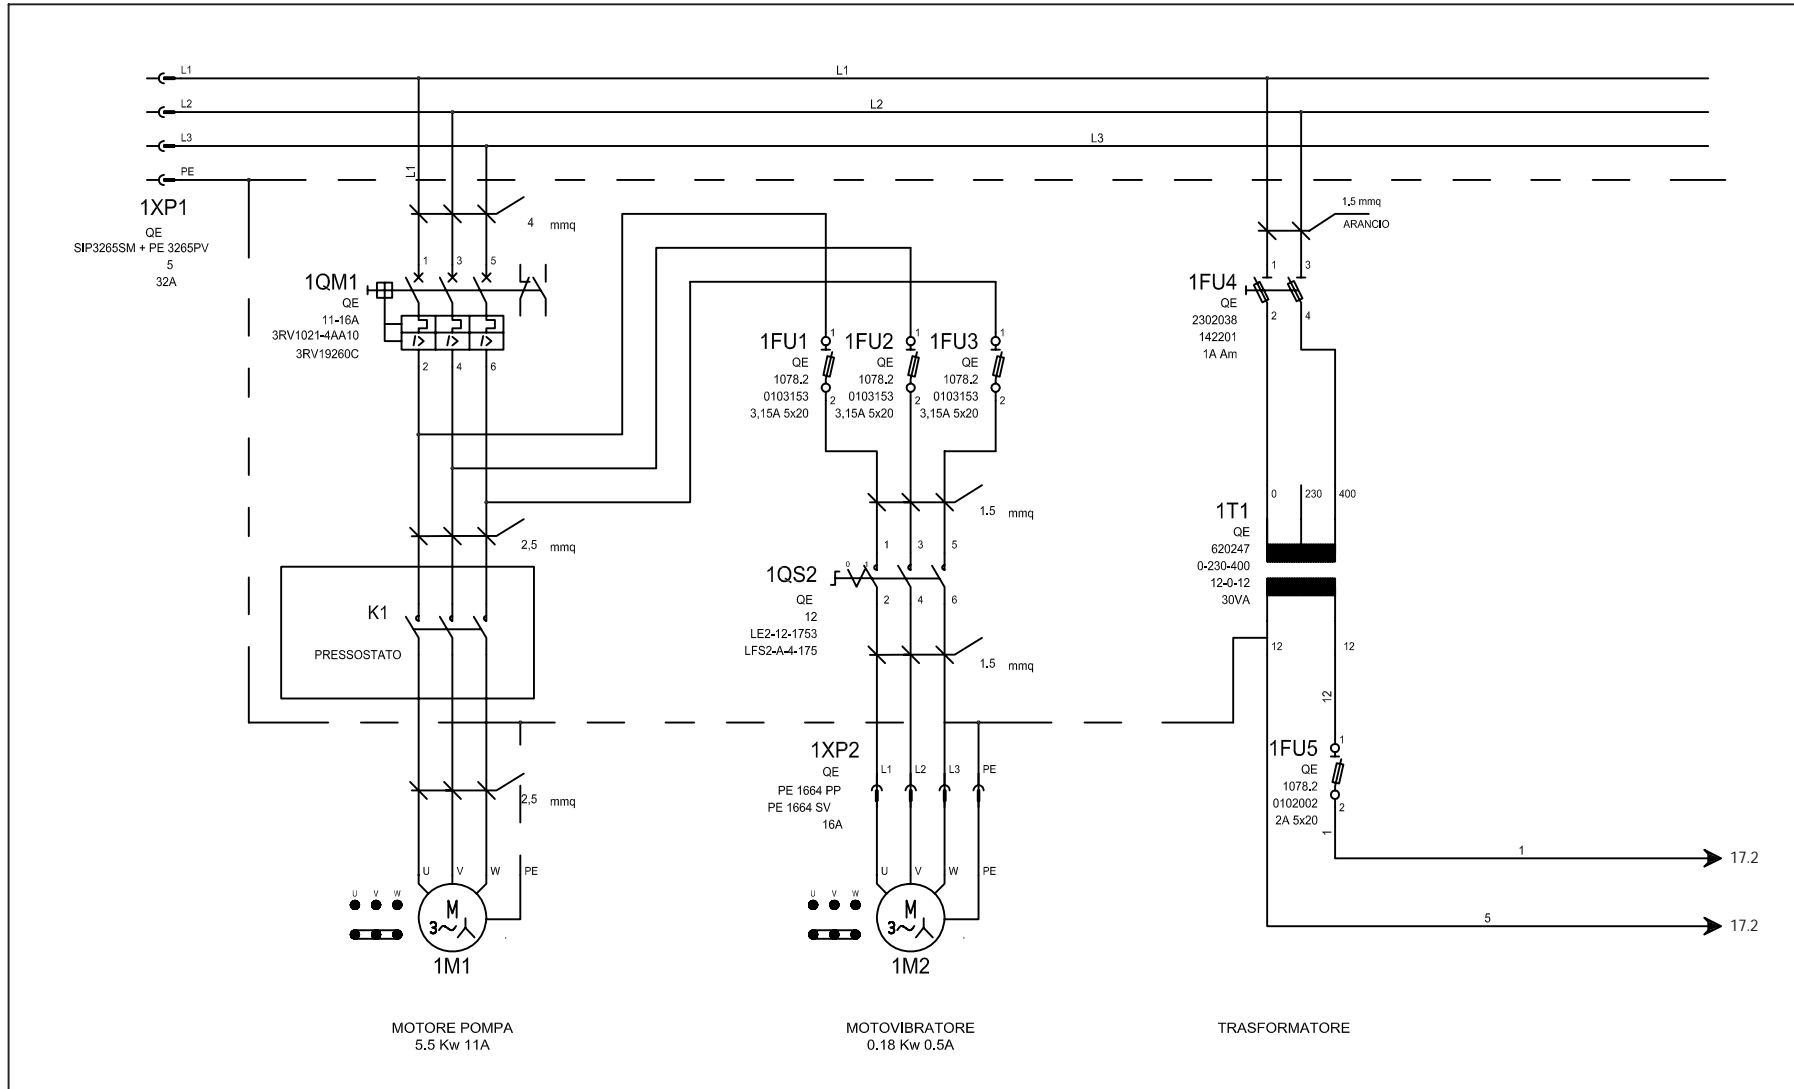 L1
L1
L2
L2
L3
L3
PE
1XP1
QE
SIP3265SM + PE 3265PV
5
32A
L1
4 mmq
1 3 5
1QM1
QE
11-16A
3RV1021-4AA10
3RV19260C
I> I> I>
2 4 6
2,5 mmq
K1
PRESSOSTATO
2,5 mmq
U V W PE
U V W
M
3~
1M1
MOTORE POMPA
5.5 Kw 11A
1FU1
QE
1078.2
0103153
3,15A 5x20
1
2
1FU2
QE
1078.2
0103153
3,15A 5x20
1
2
1FU3
QE
1078.2
0103153
3,15A 5x20
1
2
1.5 mmq
1 3 5
0 1
1QS2
QE
12
LE2-12-1753
LFS2-A-4-175
2 4 6
1.5 mmq
1XP2
QE
PE 1664 PP
PE 1664 SV
16A
L1 L2 L3 PE
U V W PE
U V W
M
3~
1M2
MOTOVIBRATORE
0.18 Kw 0.5A
1.5 mmq
ARANCIO
1 3
1FU4
QE
2302038
142201
1A Am
2 4
0 230 400
1T1
QE
620247
0-230-400
12-0-12
30VA
12 12
12
1FU5
QE
1078.2
0102002
2A 5x20
1
2
1
1 17.2
5 17.2
TRASFORMATORE